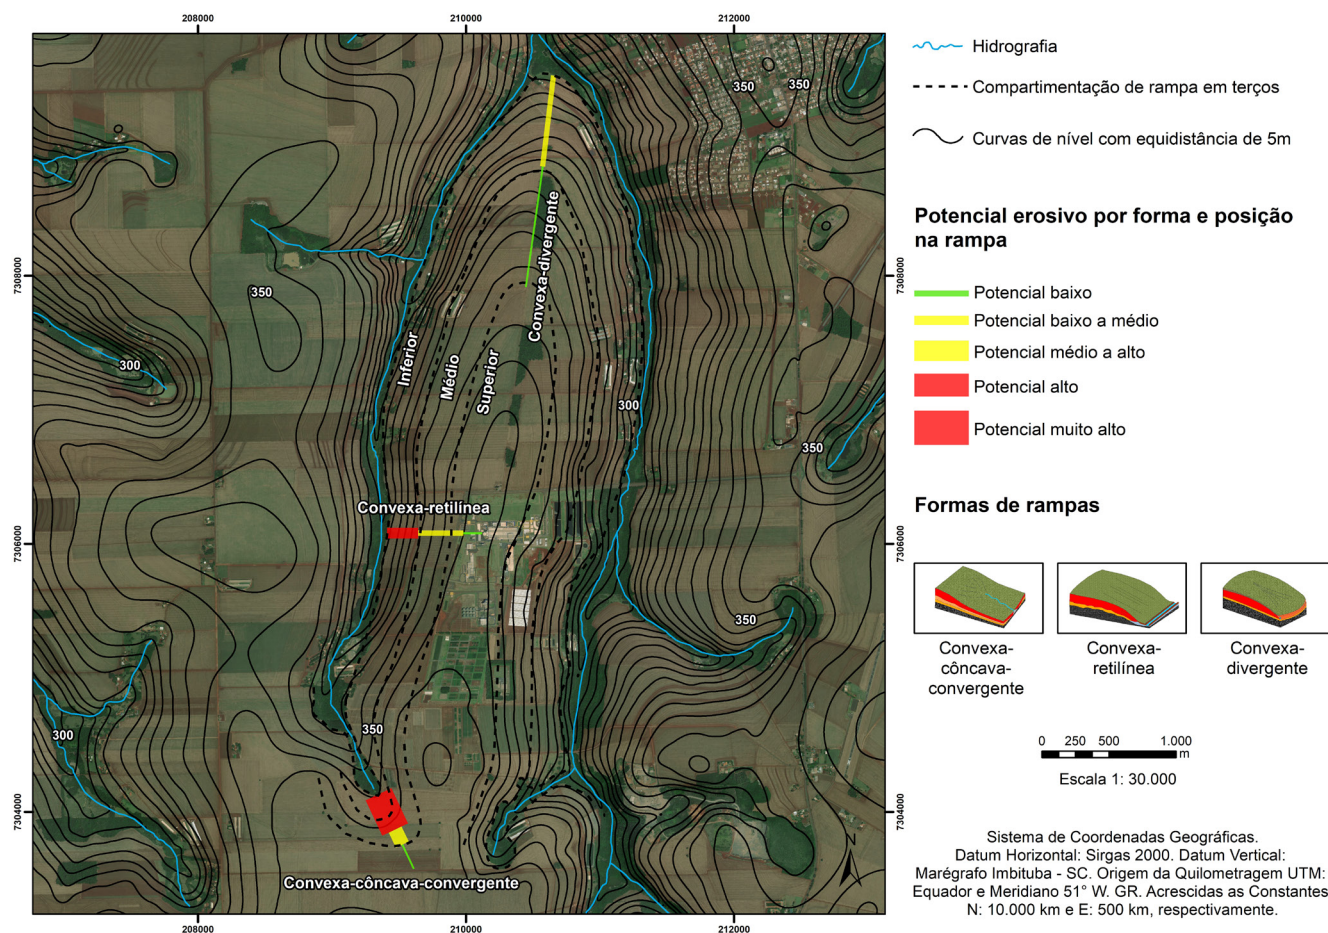 208000
210000
212000
350
350
Hidrografia
Compartimentação de rampa em terços
Curvas de nível com equidistância de 5m
Potencial erosivo por forma e posição
na rampa
Potencial baixo
Potencial baixo a médio
Potencial médio a alto
Potencial alto
Potencial muito alto
Formas de rampas
Convexa-
côncava-
convergente
Convexa-
retilínea
Convexa-
divergente
0 250 500 1.000
m
Escala 1: 30.000
Sistema de Coordenadas Geográficas.
Datum Horizontal: Sirgas 2000. Datum Vertical:
Marégrafo Imbituba - SC. Origem da Quilometragem UTM:
Equador e Meridiano 51° W. GR. Acrescidas as Constantes
N: 10.000 km e E: 500 km, respectivamente.
7308000
7308000
350
Convexa-divergente
300
Inferior
Médio
Superior
300
350
Convexa-retilínea
7306000
7306000
350
300
350
7304000
7304000
N
Convexa-côncava-convergente
208000
210000
212000